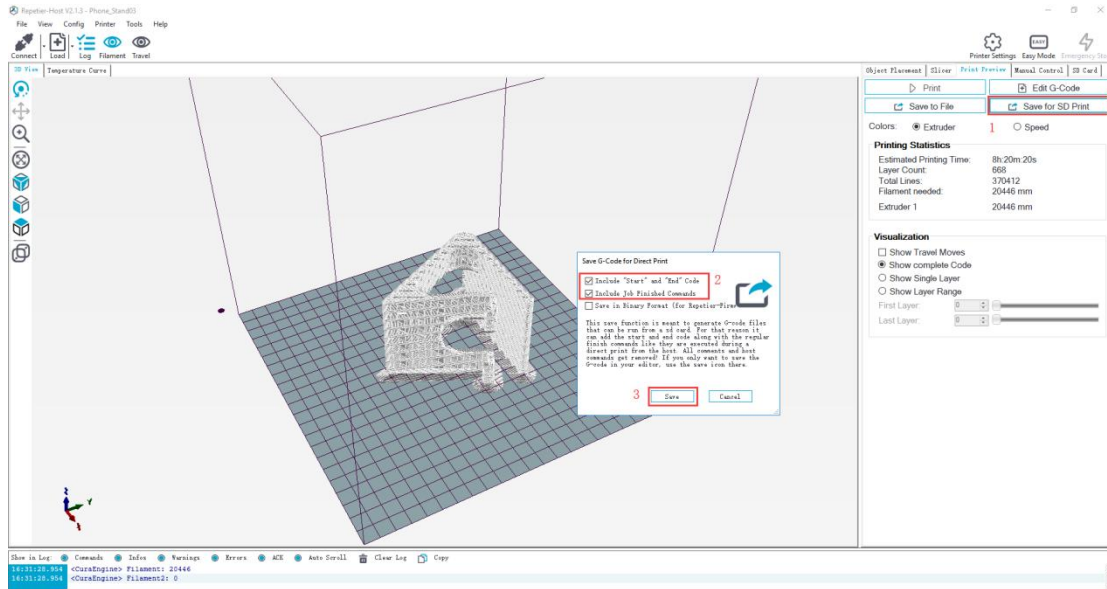 Repetier-Host V2.1.3 - Phone_Stand05
File View Config Printer Tools Help
Connect Load Log Filament Travel
Printer Settings Easy Mode Emergency
EASY
3D View Temperature Curve
Object Placement Slicer Print Preview Manual Control SD Card
Print Edit G-Code
Save to File Save for SD Print
Colors: Extruder 1 Speed
Printing Statistics
Estimated Printing Time: 8h:20m:20s
Layer Count: 668
Total Lines: 370412
Filament needed: 20446 mm
Extruder 1 20446 mm
Visualization
Show Travel Moves
Show complete Code
Show Single Layer
Show Layer Range
First Layer: 0
Last Layer: 0
Save G-Code for Direct Print
Include "Start" and "End" Code 2
Include Job Finished Commands
Save in Binary Format (for Repetier-Firm
This save function is meant to generate G-code files
that can be run from a sd card. For that reason it
can add the start and end code along with the regular
finish commands like they are executed during a
direct print from the host. All comments and host
commands get removed! If you only want to save the
G-code in your editor, use the save icon there.
3 Save Cancel
Z
Y
Show in Log: Commands Infos Warnings Errors ACK Auto Scroll Clear Log Copy
16:31:28.954 <CuraEngine> Filament: 20446
16:31:28.954 <CuraEngine> Filament2: 0